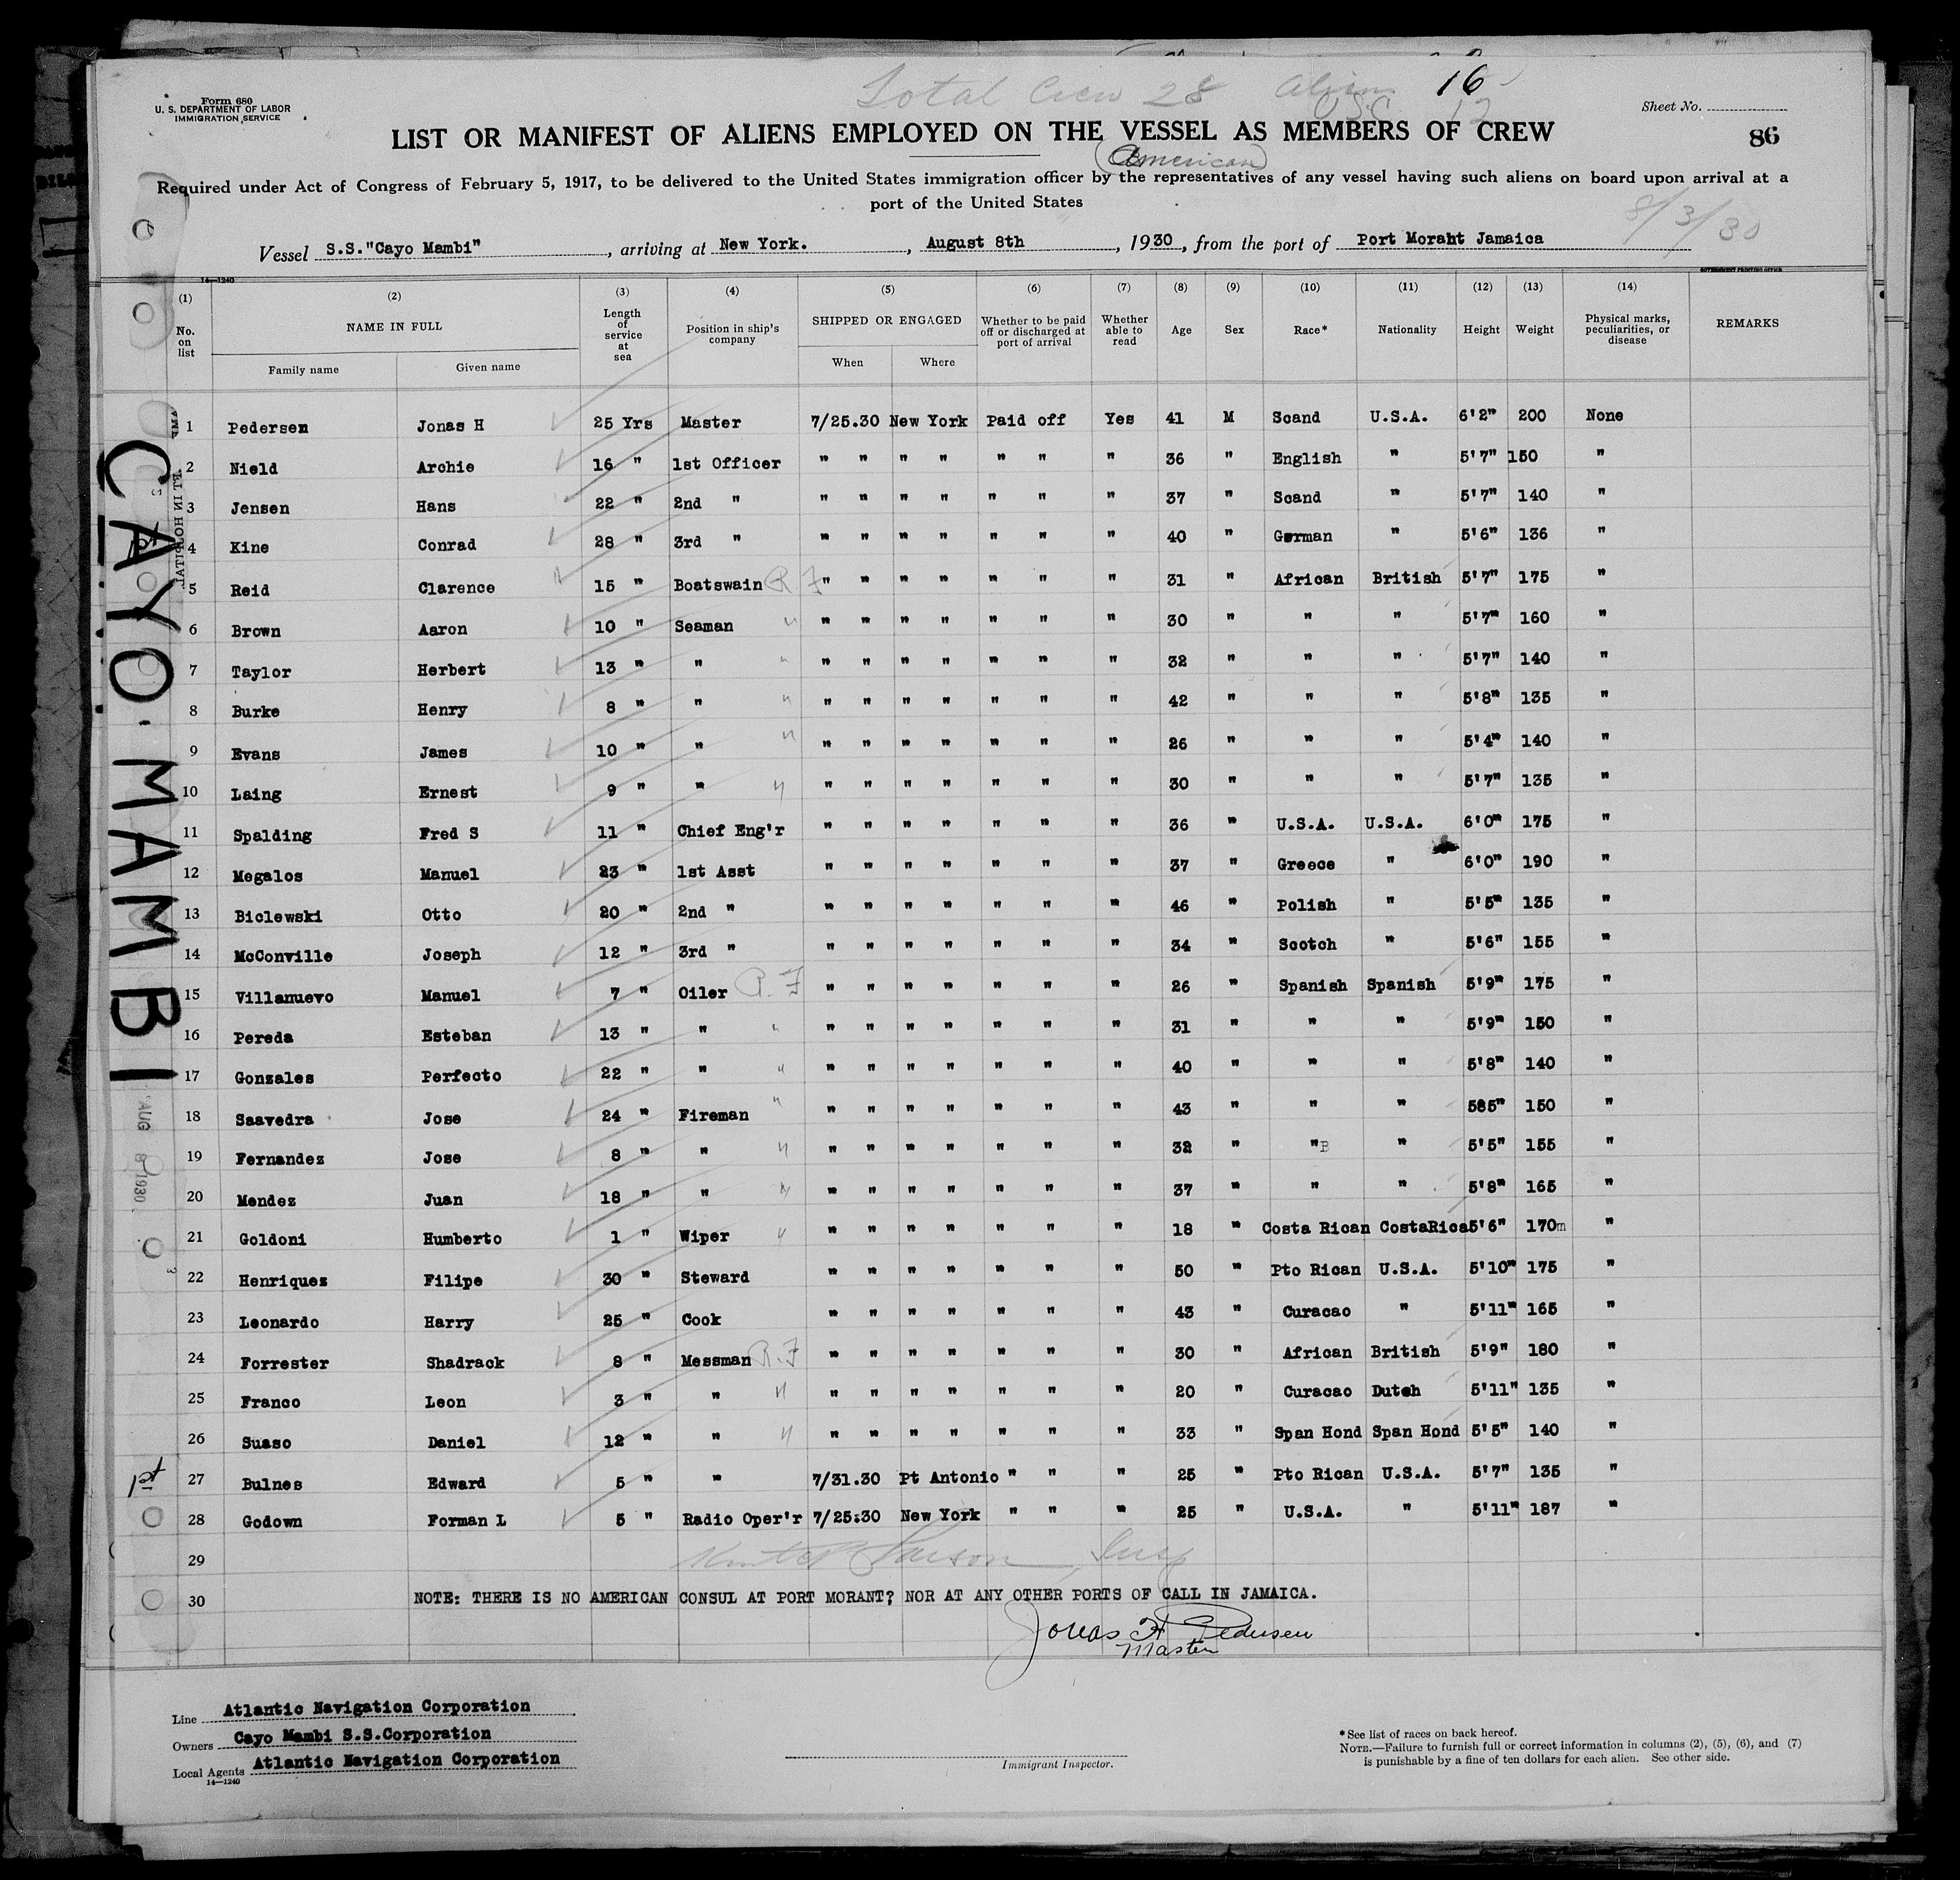 Total Crew 28 Alien 16
U.S.C. 12
Form 680
U. S. DEPARTMENT OF LABOR
IMMIGRATION SERVICE
Sheet No.
LIST OR MANIFEST OF ALIENS EMPLOYED ON THE VESSEL AS MEMBERS OF CREW
86
(American)
Required under Act of Congress of February 5, 1917, to be delivered to the United States immigration officer by the representatives of any vessel having such aliens on board upon arrival at a
port of the United States
8/3/30
Vessel S.S."Cayo Mambi", arriving at New York., August 8th, 1930, from the port of Port Moraht Jamaica
14—1240 GOVERNMENT PRINTING OFFICE
(1) No. on list (2) NAME IN FULL Family name Given name (3) Length of service at sea (4) Position in ship's company (5) SHIPPED OR ENGAGED When Where (6) Whether to be paid off or discharged at port of arrival (7) Whether able to read (8) Age (9) Sex (10) Race* (11) Nationality (12) Height (13) Weight (14) Physical marks, peculiarities, or disease REMARKS
1 Pedersen Jonas H 25 Yrs Master 7/25.30 New York Paid off Yes 41 M Scand U.S.A. 6'2" 200 None
2 Nield Archie 16 " 1st Officer " " " " " " " 36 " English " 5'7" 150 "
3 Jensen Hans 22 " 2nd " " " " " " " " 37 " Scand " 5'7" 140 "
4 Kine Conrad 28 " 3rd " " " " " " " " 40 " German " 5'6" 136 "
5 Reid Clarence 15 " Boatswain R F " " " " " " " 31 " African British 5'7" 175 "
6 Brown Aaron 10 " Seaman " " " " " " " " 30 " " " 5'7" 160 "
7 Taylor Herbert 13 " " " " " " " " " " 32 " " " 5'7" 140 "
8 Burke Henry 8 " " " " " " " " " " 42 " " " 5'8" 135 "
9 Evans James 10 " " " " " " " " " " 26 " " " 5'4" 140 "
10 Laing Ernest 9 " " " " " " " " " " 30 " " " 5'7" 135 "
11 Spalding Fred S 11 " Chief Eng'r " " " " " " " 36 " U.S.A. U.S.A. 6'0" 175 "
12 Megalos Manuel 23 " 1st Asst " " " " " " " 37 " Greece " 6'0" 190 "
13 Biclewski Otto 20 " 2nd " " " " " " " " 46 " Polish " 5'5" 135 "
14 McConville Joseph 12 " 3rd " " " " " " " " 34 " Scotch " 5'6" 155 "
15 Villanuevo Manuel 7 " Oiler R.F " " " " " " " 26 " Spanish Spanish 5'9" 175 "
16 Pereda Esteban 13 " " " " " " " " " " 31 " " " 5'9" 150 "
17 Gonzales Perfecto 22 " " " " " " " " " " 40 " " " 5'8" 140 "
18 Saavedra Jose 24 " Fireman " " " " " " " " 43 " " " 585" 150 "
19 Fernandez Jose 8 " " " " " " " " " " 32 " "B " 5'5" 155 "
20 Mendez Juan 18 " " " " " " " " " " 37 " " " 5'8" 165 "
21 Goldoni Humberto 1 " Wiper " " " " " " " " 18 " Costa Rican CostaRica 5'6" 170m "
22 Henriquez Filipe 30 " Steward " " " " " " " 50 " Pto Rican U.S.A. 5'10" 175 "
23 Leonardo Harry 25 " Cook " " " " " " " 43 " Curacao " 5'11" 165 "
24 Forrester Shadrack 8 " Messman R.F " " " " " " " 30 " African British 5'9" 180 "
25 Franco Leon 3 " " " " " " " " " " 20 " Curacao Dutch 5'11" 135 "
26 Suaso Daniel 12 " " " " " " " " " " 33 " Span Hond Span Hond 5'5" 140 "
27 Bulnes Edward 5 " " 7/31.30 Pt Antonio " " " 25 " Pto Rican U.S.A. 5'7" 135 "
28 Godown Forman L 5 " Radio Oper'r 7/25:30 New York " " " 25 " U.S.A. " 5'11" 187 "
29
30 NOTE: THERE IS NO AMERICAN CONSUL AT PORT MORANT? NOR AT ANY OTHER PORTS OF CALL IN JAMAICA.
Jonas H Pedersen
Master
CAYO MAMBI
AUG 8 1930
1st
Line Atlantic Navigation Corporation
Owners Cayo Mambi S.S.Corporation
Local Agents Atlantic Navigation Corporation
14—1240
Immigrant Inspector.
*See list of races on back hereof.
NOTE.—Failure to furnish full or correct information in columns (2), (5), (6), and (7)
is punishable by a fine of ten dollars for each alien. See other side.